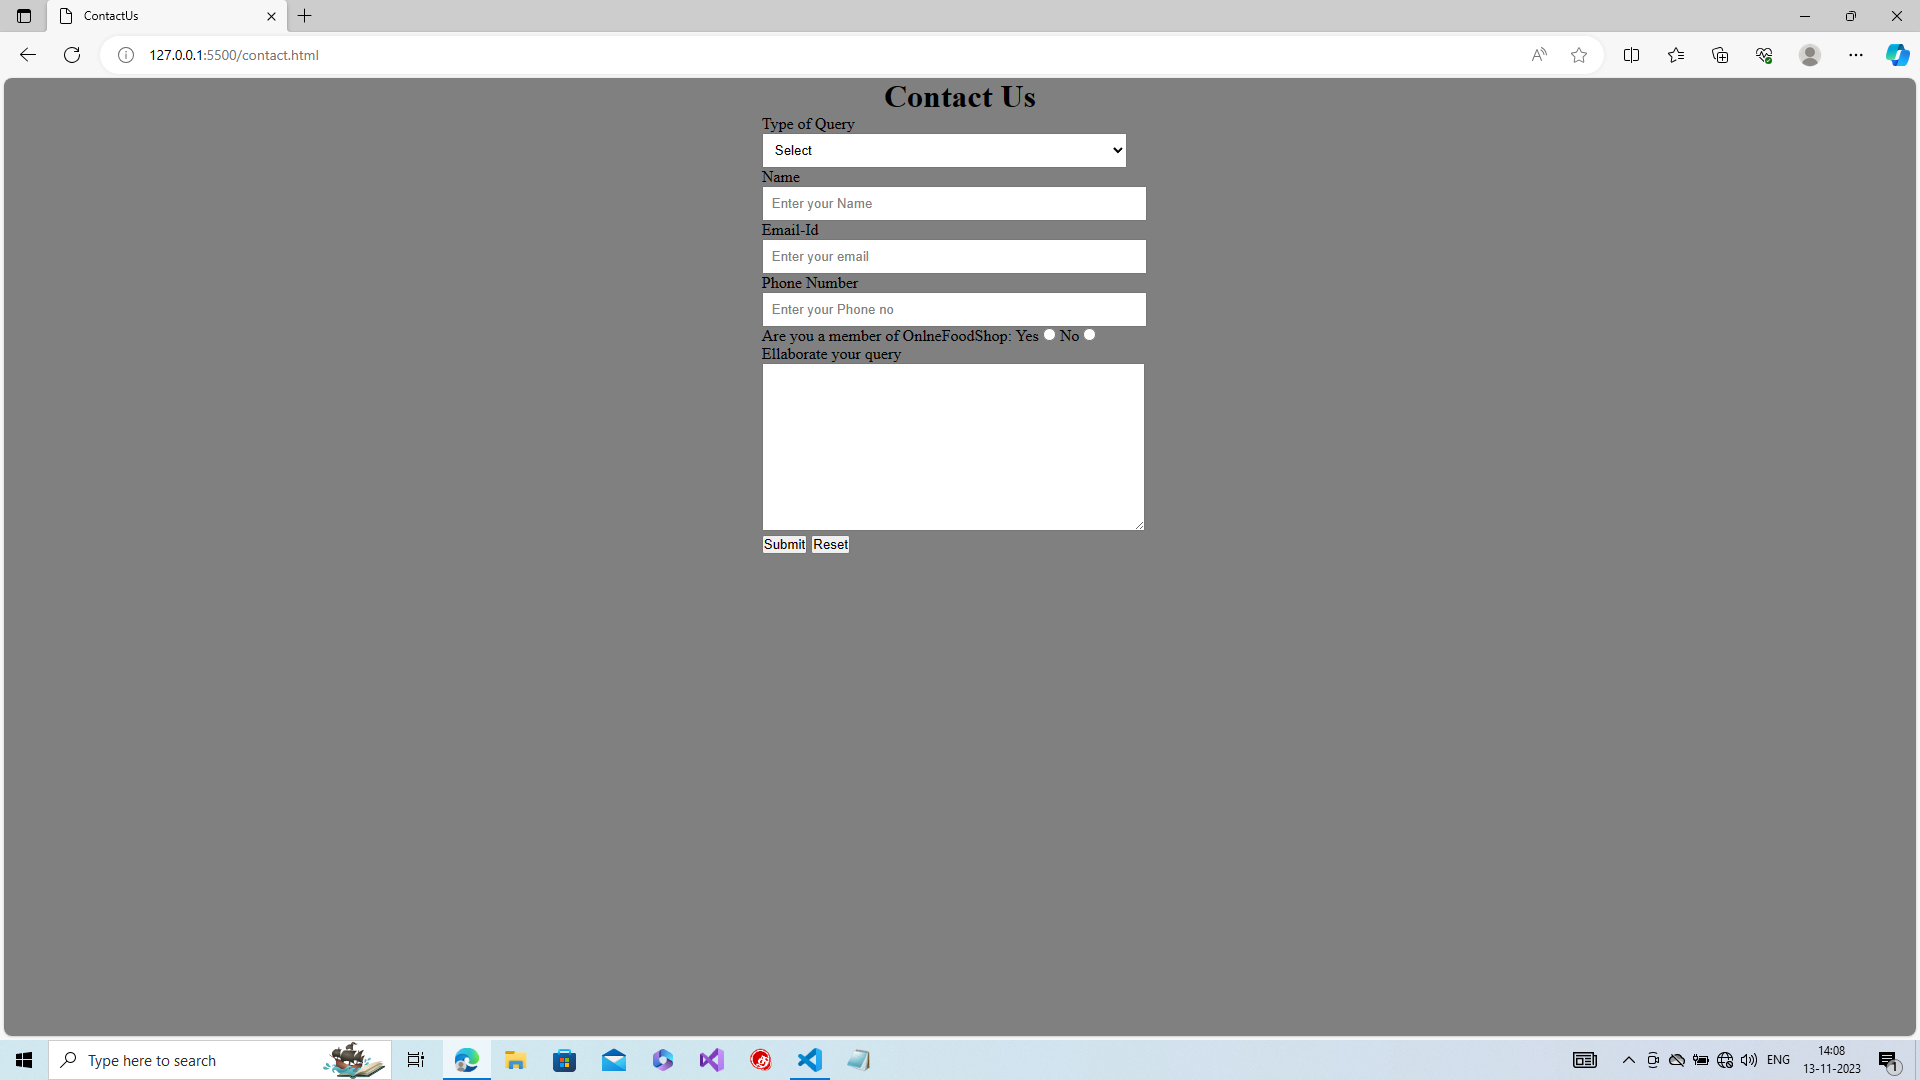 ContactUs
127.0.0.1:5500/contact.html
Contact Us
Type of Query
Select
Name
Enter your Name
Email-Id
Enter your email
Phone Number
Enter your Phone no
Are you a member of OnlneFoodShop: Yes No
Ellaborate your query
Submit Reset
Type here to search
ENG
14:08
13-11-2023
1